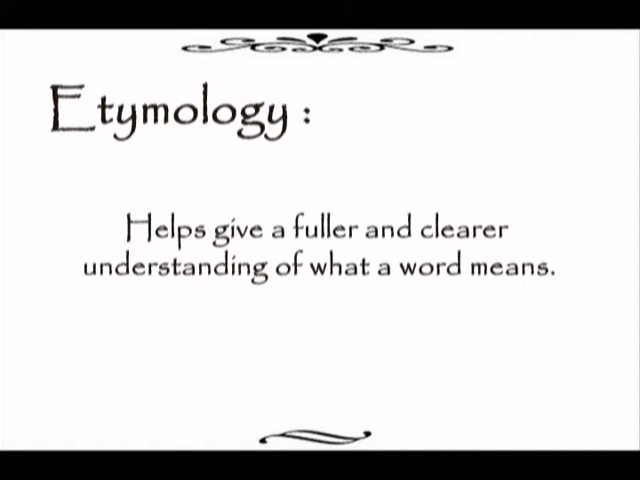 Etymology :
Helps give a fuller and clearer
understanding of what a word means.